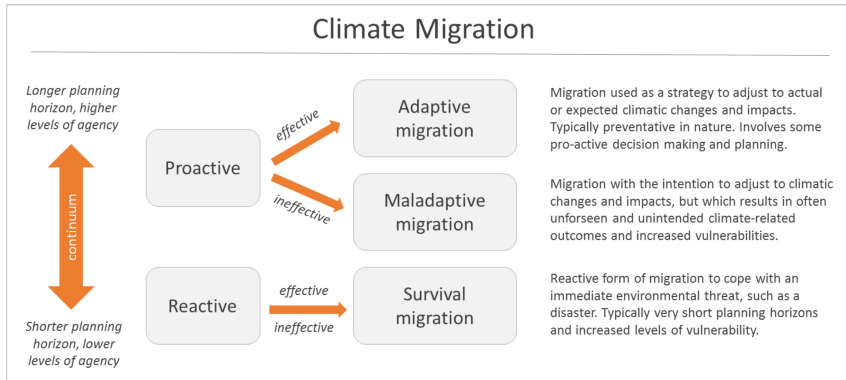 Climate Migration
Longer planning
horizon, higher
levels of agency
continuum
Shorter planning
horizon, lower
levels of agency
Proactive
effective
ineffective
Adaptive
migration
Migration used as a strategy to adjust to actual
or expected climatic changes and impacts.
Typically preventative in nature. Involves some
pro-active decision making and planning.
Maladaptive
migration
Migration with the intention to adjust to climatic
changes and impacts, but which results in often
unforseen and unintended climate-related
outcomes and increased vulnerabilities.
Reactive
effective
ineffective
Survival
migration
Reactive form of migration to cope with an
immediate environmental threat, such as a
disaster. Typically very short planning horizons
and increased levels of vulnerability.